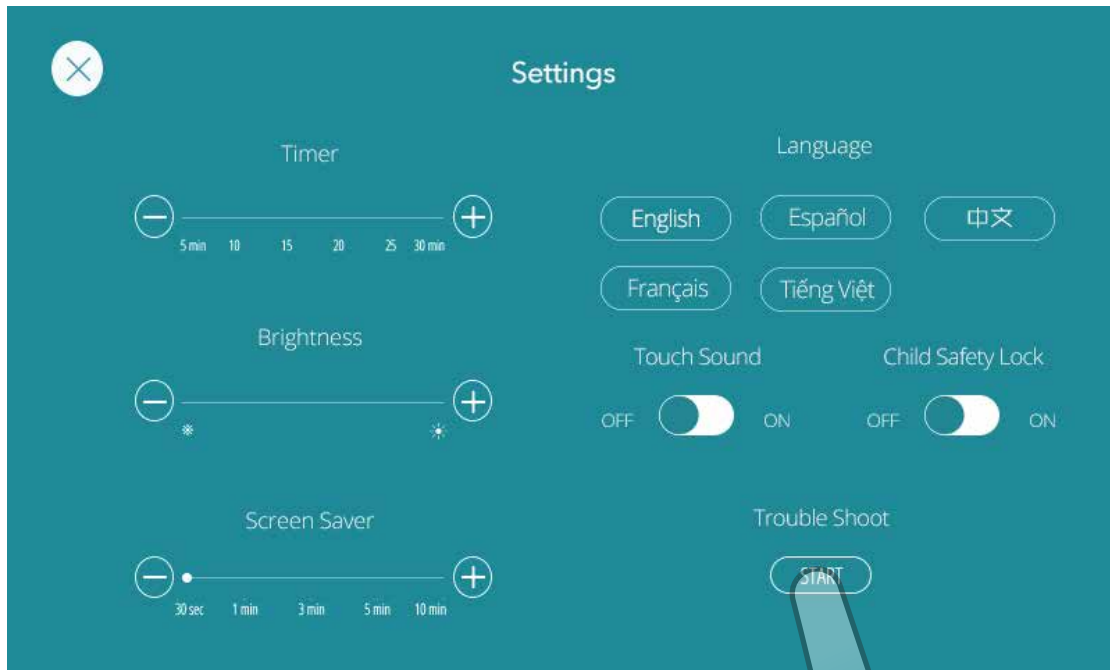 Settings
Timer
5 min 10 15 20 25 30 min
Brightness
Screen Saver
30 sec 1 min 3 min 5 min 10 min
Language
English Español 中文
Français Tiếng Việt
Touch Sound Child Safety Lock
OFF ON OFF ON
Trouble Shoot
START